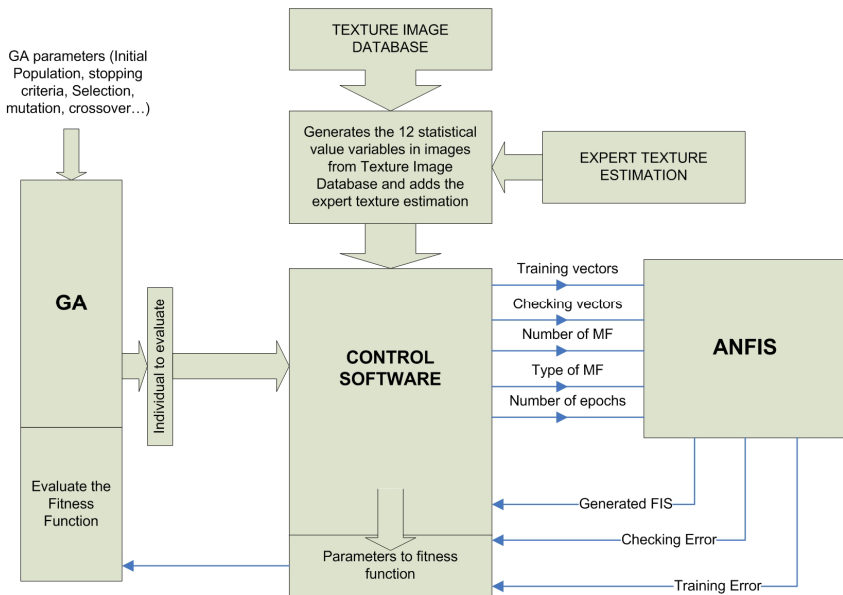 TEXTURE IMAGE
DATABASE
GA parameters (Initial
Population, stopping
criteria, Selection,
mutation, crossover…)
Generates the 12 statistical
value variables in images
from Texture Image
Database and adds the
expert texture estimation
EXPERT TEXTURE
ESTIMATION
GA
Individual to evaluate
CONTROL
SOFTWARE
Training vectors
Checking vectors
Number of MF
Type of MF
Number of epochs
ANFIS
Evaluate the
Fitness
Function
Generated FIS
Checking Error
Training Error
Parameters to fitness
function